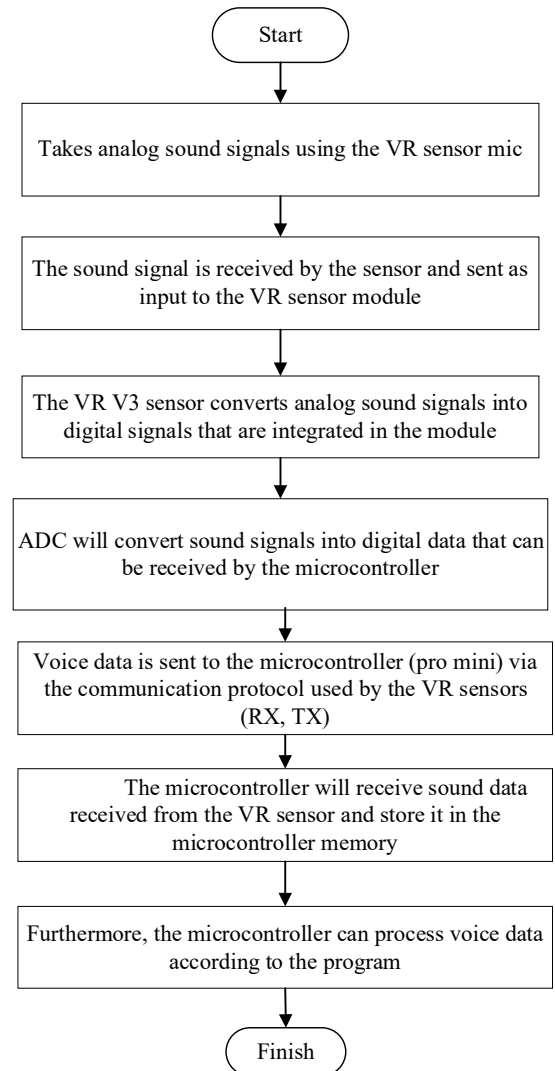 Start
Takes analog sound signals using the VR sensor mic
The sound signal is received by the sensor and sent as
input to the VR sensor module
The VR V3 sensor converts analog sound signals into
digital signals that are integrated in the module
ADC will convert sound signals into digital data that can
be received by the microcontroller
Voice data is sent to the microcontroller (pro mini) via
the communication protocol used by the VR sensors
(RX, TX)
The microcontroller will receive sound data
received from the VR sensor and store it in the
microcontroller memory
Furthermore, the microcontroller can process voice data
according to the program
Finish